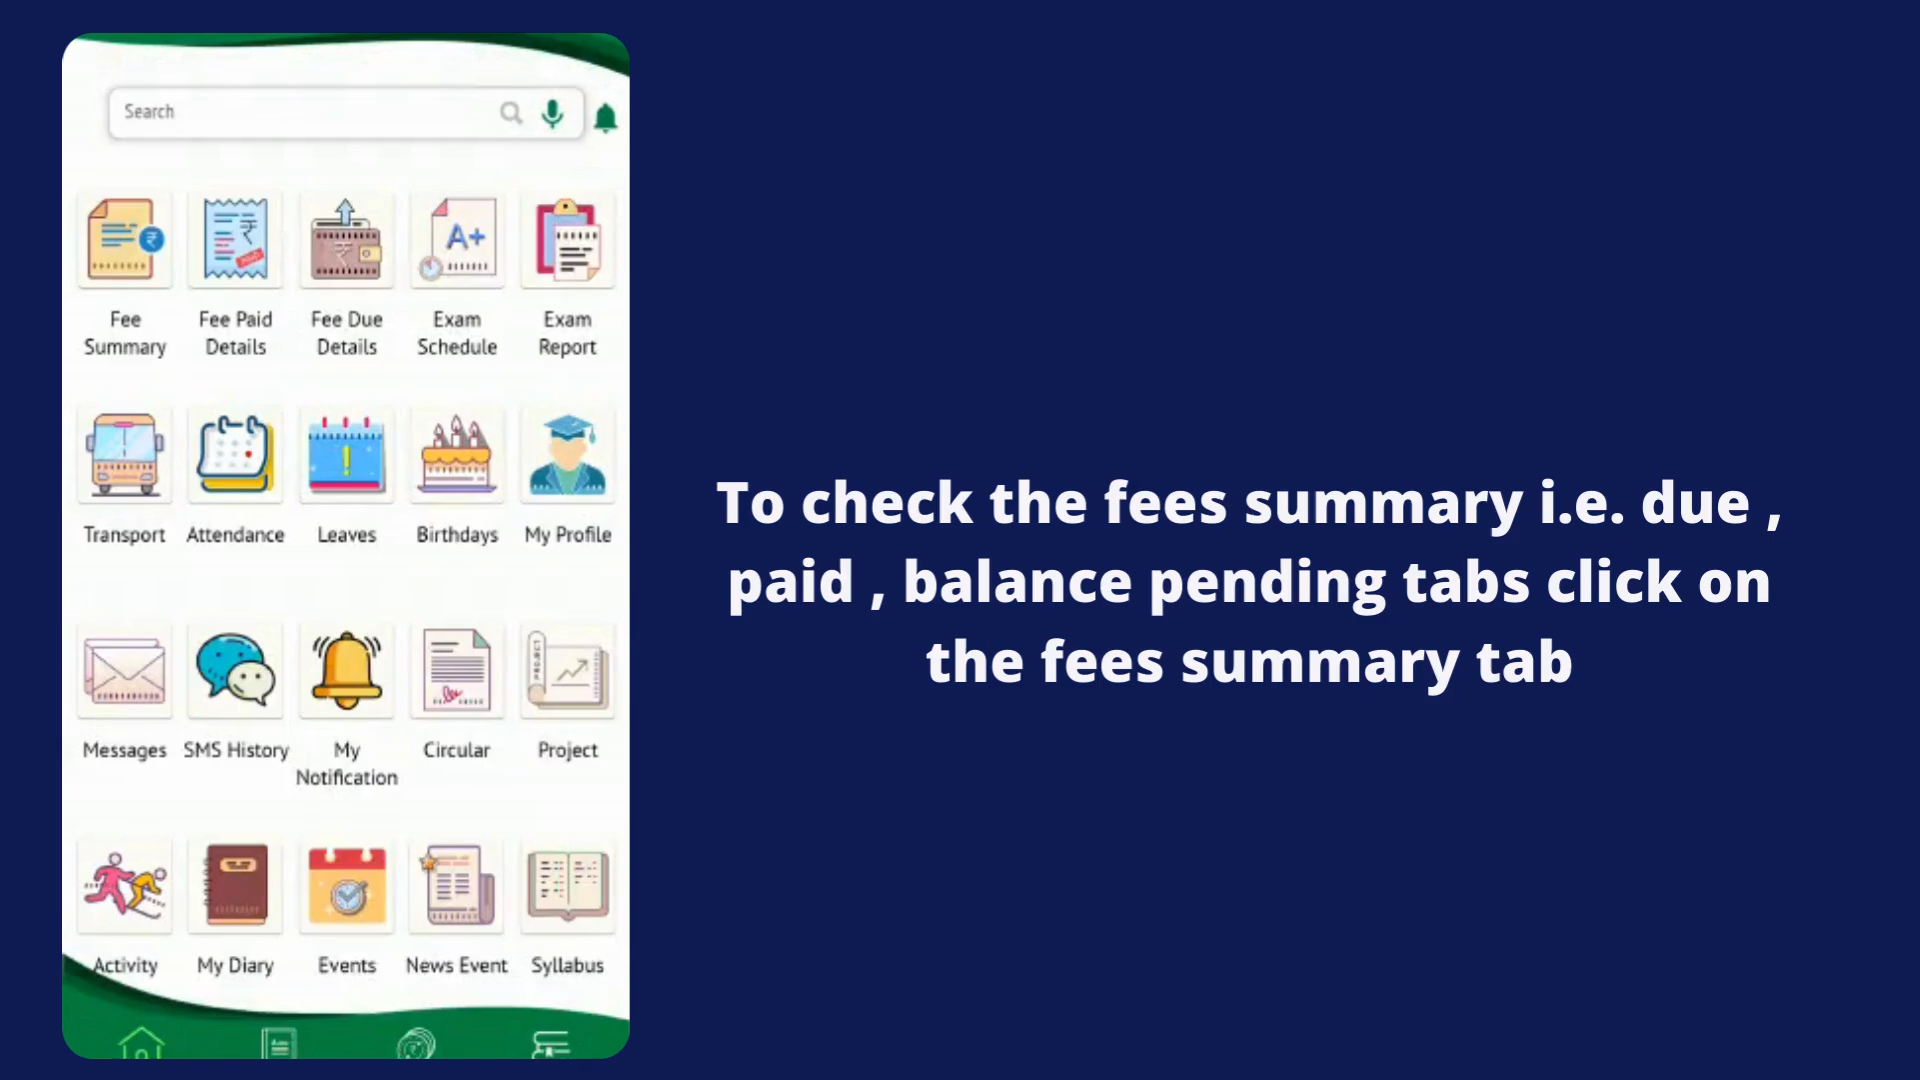 Search
Fee Summary
Fee Paid Details
Fee Due Details
Exam Schedule
Exam Report
Transport
Attendance
Leaves
Birthdays
My Profile
Messages
SMS History
My Notification
Circular
Project
Activity
My Diary
Events
News Event
Syllabus
A+
PROJECT
To check the fees summary i.e. due ,
paid , balance pending tabs click on
the fees summary tab